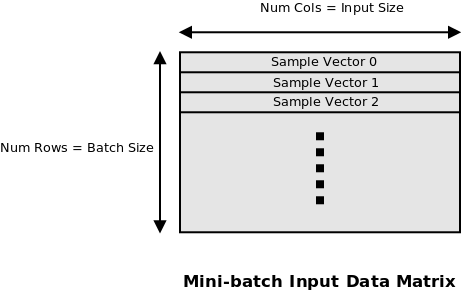 Num Cols = Input Size
Sample Vector 0
Sample Vector 1
Sample Vector 2
Num Rows = Batch Size
Mini-batch Input Data Matrix